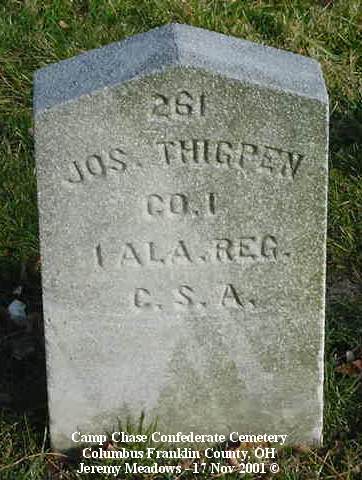 261
JOS. THIGPEN
CO. I
1 ALA. REG.
C. S. A.
Camp Chase Confederate Cemetery
Columbus Franklin County, OH
Jeremy Meadows - 17 Nov 2001 ©